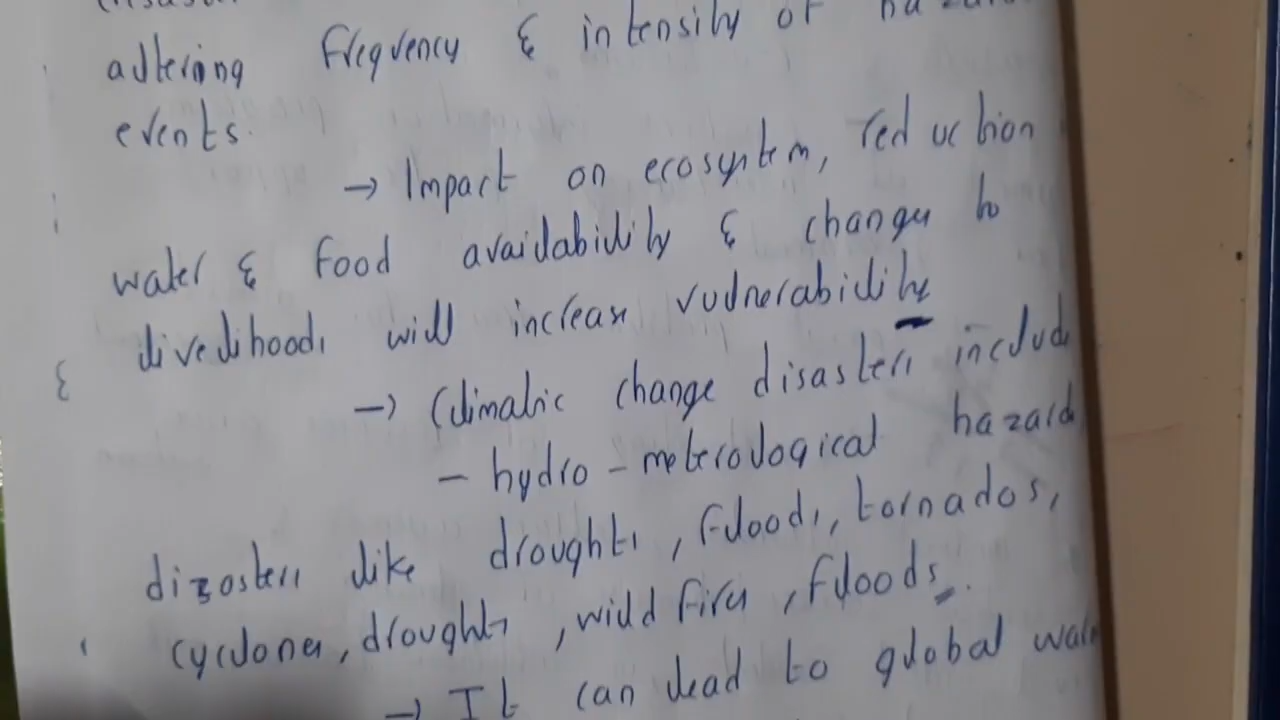 altering frequency & intensity of
events.
→ Impact on ecosystem, reduction
water & food availability & changes to
livelihoods will increase vulnerability
&
→ Climatic change disasters include
- hydro - meterological hazard
dizasters like droughts, floods, tornados,
cyclones, droughts, wild fires, floods.
→ It can lead to global